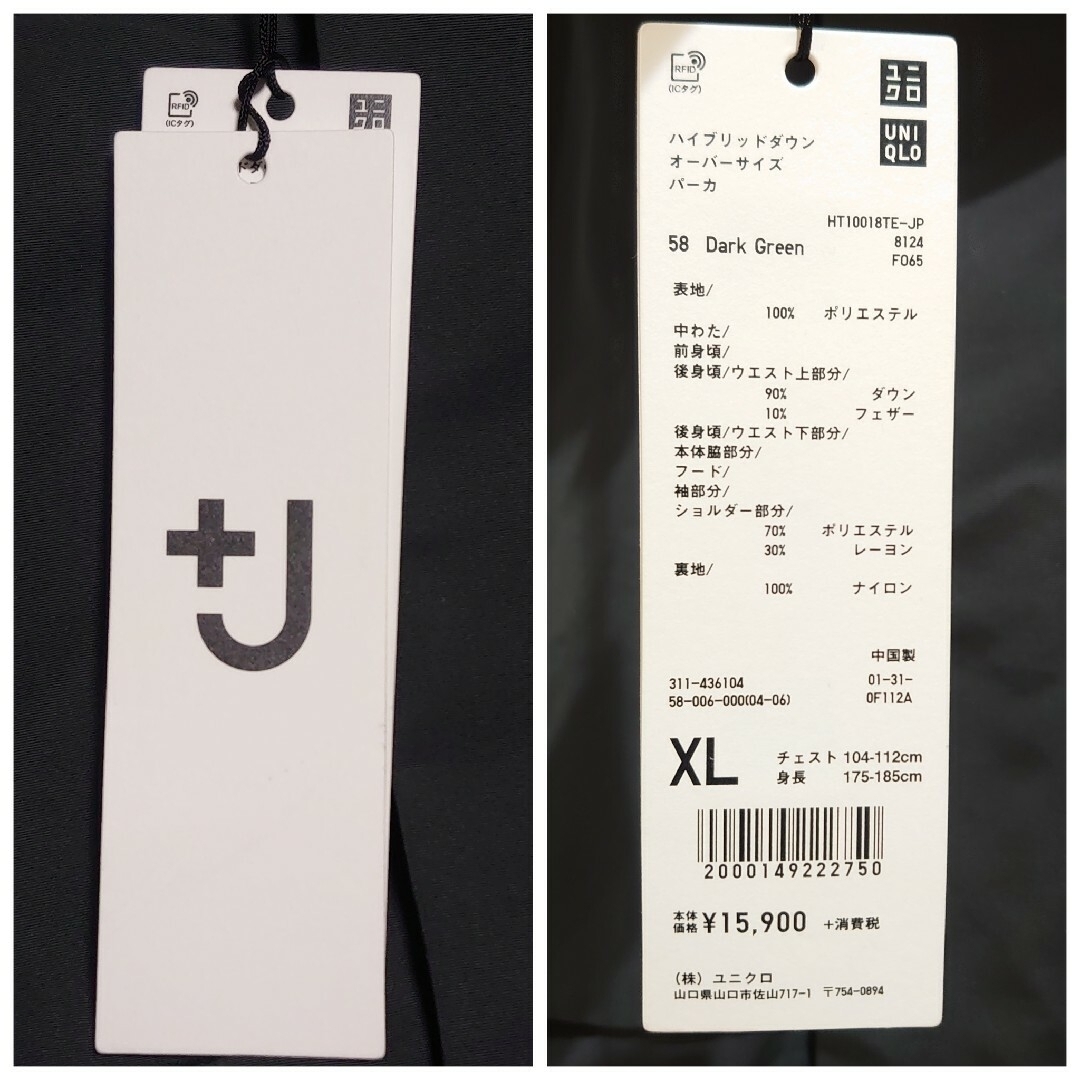 RFID
(ICタグ)
ユニ
クロ
+J
RFID
(ICタグ)
ユニ
クロ
UNI
QLO
ハイブリッドダウン
オーバーサイズ
パーカ
HT10018TE-JP
58 Dark Green
8124
F065
表地/
100% ポリエステル
中わた/
前身頃/
後身頃/ウエスト上部分/
90% ダウン
10% フェザー
後身頃/ウエスト下部分/
本体脇部分/
フード/
袖部分/
ショルダー部分/
70% ポリエステル
30% レーヨン
裏地/
100% ナイロン
中国製
311-436104 01-31-
58-006-000(04-06) 0F112A
XL
チェスト 104-112cm
身長 175-185cm
2000149222750
本体
価格 ¥15,900 +消費税
(株) ユニクロ
山口県山口市佐山717-1 〒754-0894